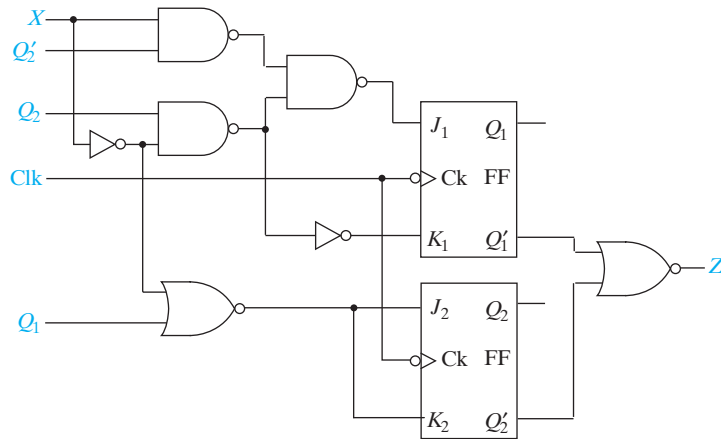 X
Q₂′
Q₂
Clk
Q₁
J₁ Q₁
Ck FF
K₁ Q₁′
J₂ Q₂
Ck FF
K₂ Q₂′
Z